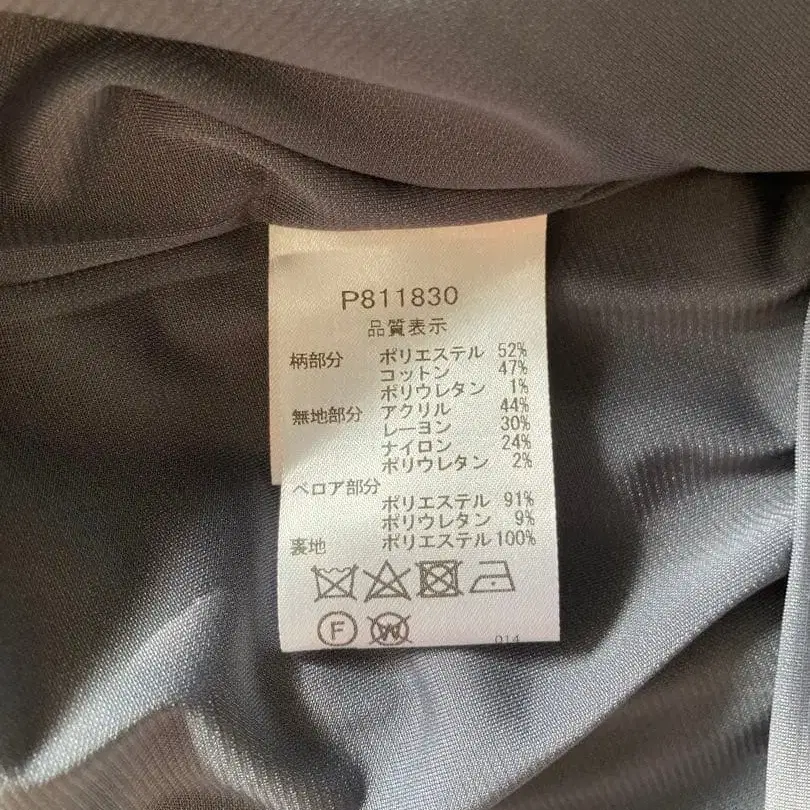 P811830
品質表示
柄部分 ポリエステル 52%
コットン 47%
ポリウレタン 1%
無地部分 アクリル 44%
レーヨン 30%
ナイロン 24%
ポリウレタン 2%
ベロア部分
ポリエステル 91%
ポリウレタン 9%
裏地 ポリエステル 100%
F W
014